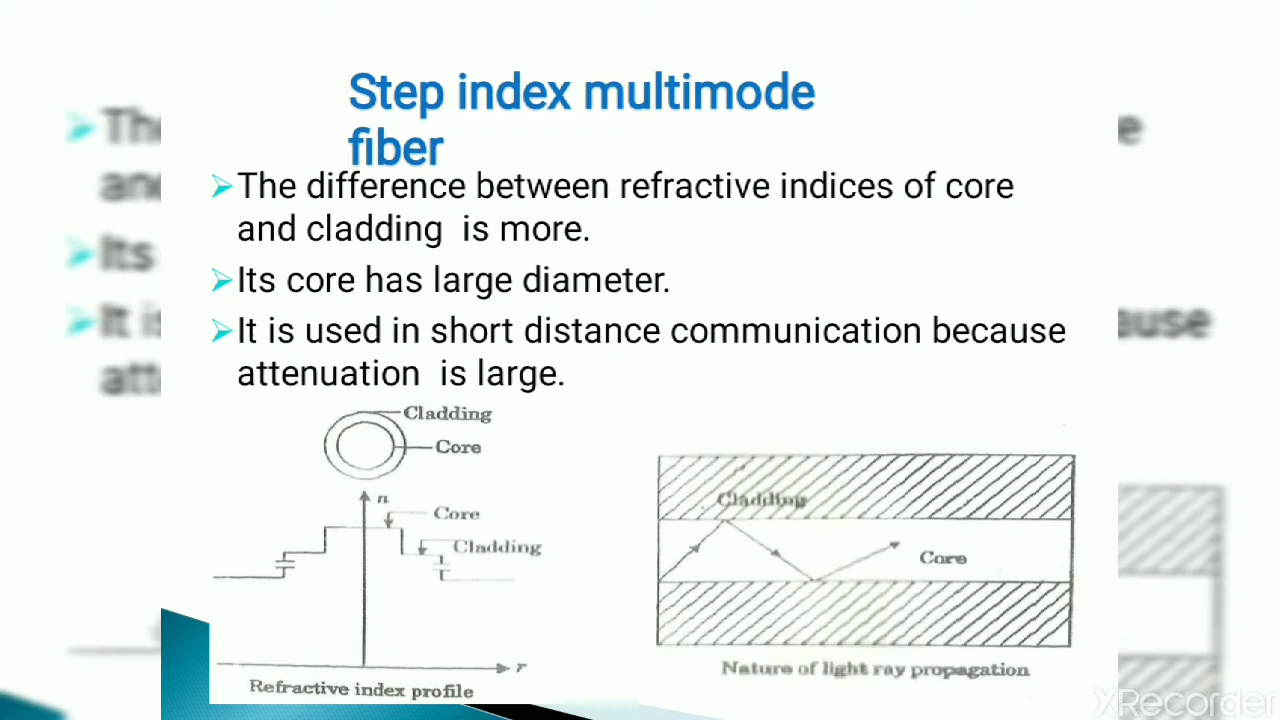 Step index multimode
fiber
➢The difference between refractive indices of core
and cladding is more.
➢Its core has large diameter.
➢It is used in short distance communication because
attenuation is large.
Cladding
Core
n
Core
Cladding
r
Refractive index profile
Cladding
Core
Nature of light ray propagation
XRecorder